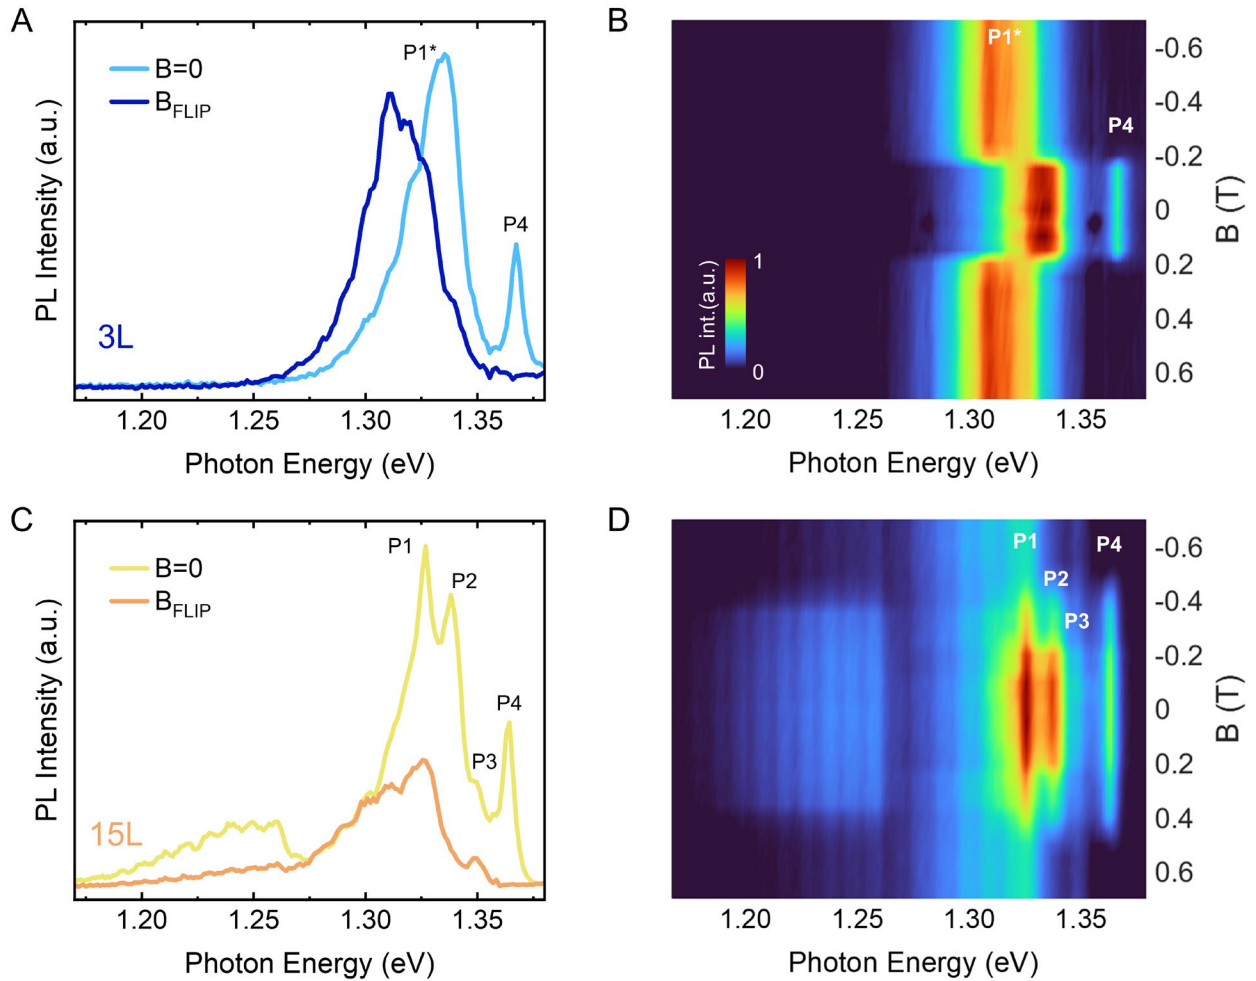 A
B=0
B_FLIP
P1*
P4
3L
PL Intensity (a.u.)
1.20 1.25 1.30 1.35
Photon Energy (eV)
B
P1*
P4
PL int.(a.u.)
1
0
-0.6
-0.4
-0.2
0
0.2
0.4
0.6
B (T)
1.20 1.25 1.30 1.35
Photon Energy (eV)
C
B=0
B_FLIP
P1
P2
P3
P4
15L
PL Intensity (a.u.)
1.20 1.25 1.30 1.35
Photon Energy (eV)
D
P1
P4
P2
P3
-0.6
-0.4
-0.2
0
0.2
0.4
0.6
B (T)
1.20 1.25 1.30 1.35
Photon Energy (eV)